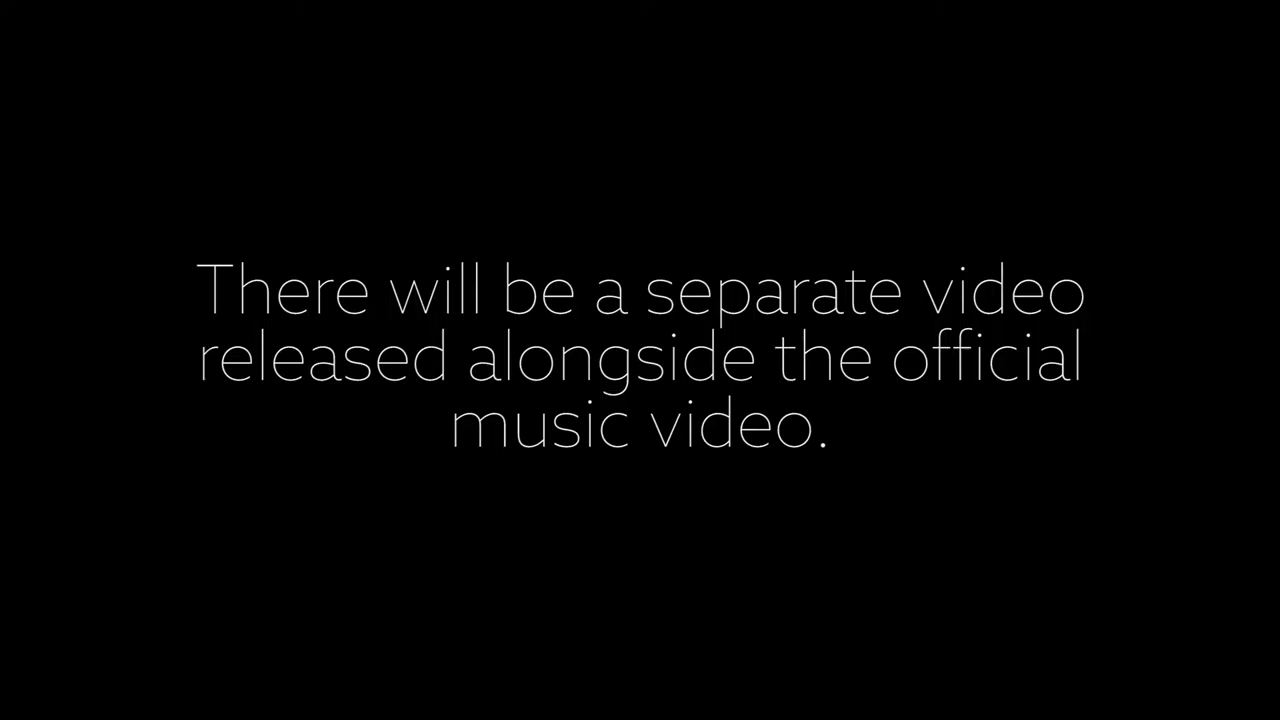 There will be a separate video
released alongside the official
music video.